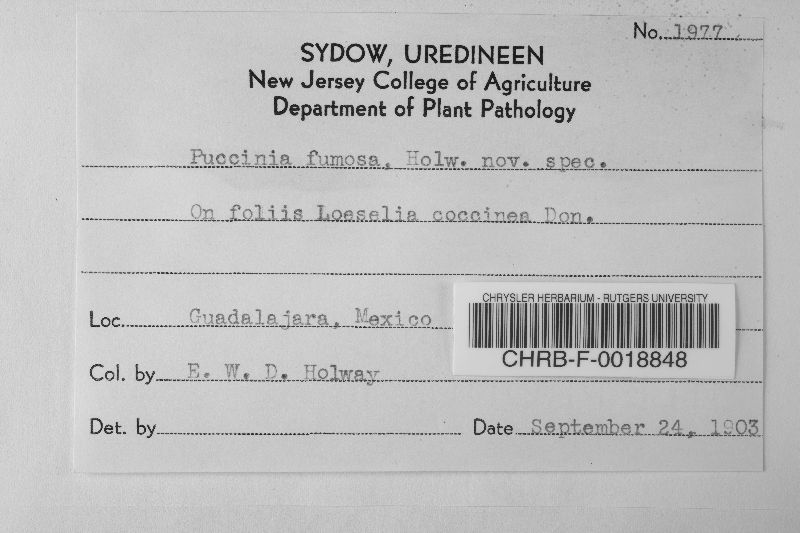 No. 1977
SYDOW, UREDINEEN
New Jersey College of Agriculture
Department of Plant Pathology
Puccinia fumosa, Holw. nov. spec.
On foliis Loeselia coccinea Don.
Loc. Guadalajara, Mexico
CHRYSLER HERBARIUM - RUTGERS UNIVERSITY
CHRB-F-0018848
Col. by E. W. D. Holway
Det. by
Date September 24, 1903